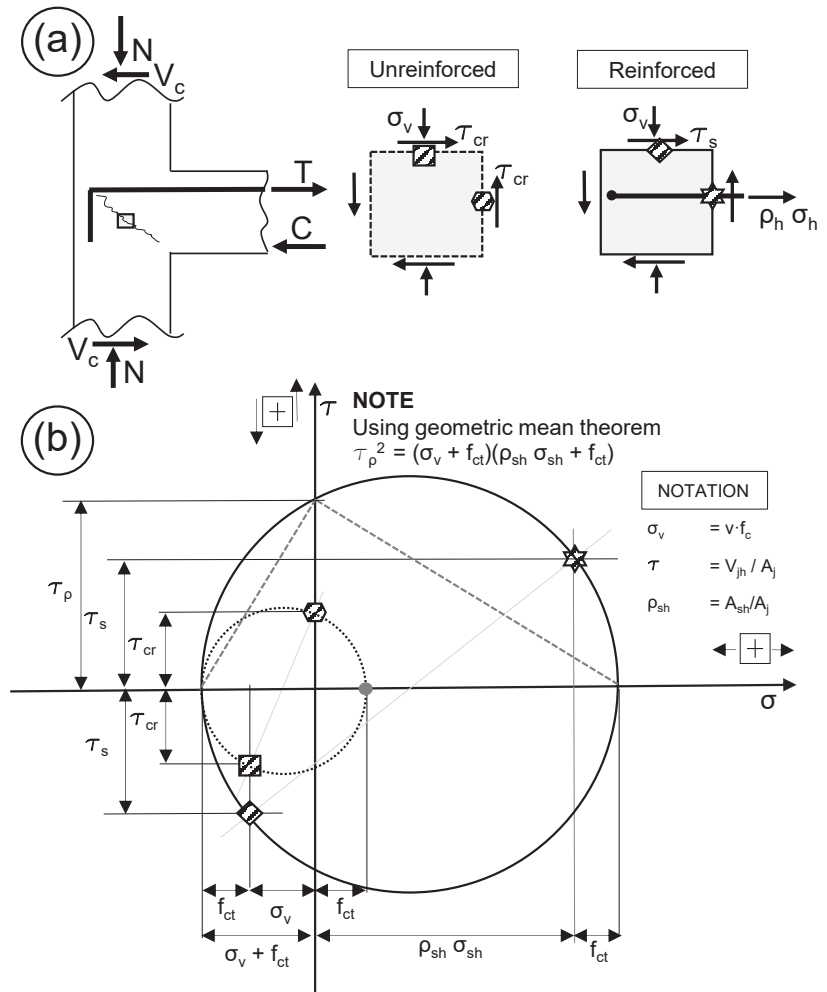 (a)
N
V_c
T
C
V_c
N
Unreinforced
σ_v
τ_cr
τ_cr
Reinforced
σ_v
τ_s
ρ_h σ_h
(b)
+
τ
NOTE
Using geometric mean theorem
τ_ρ² = (σ_v + f_ct)(ρ_sh σ_sh + f_ct)
NOTATION
σ_v = v·f_c
τ = V_jh / A_j
ρ_sh = A_sh/A_j
+
σ
τ_ρ
τ_s
τ_cr
τ_cr
τ_s
f_ct
σ_v
f_ct
σ_v + f_ct
ρ_sh σ_sh
f_ct